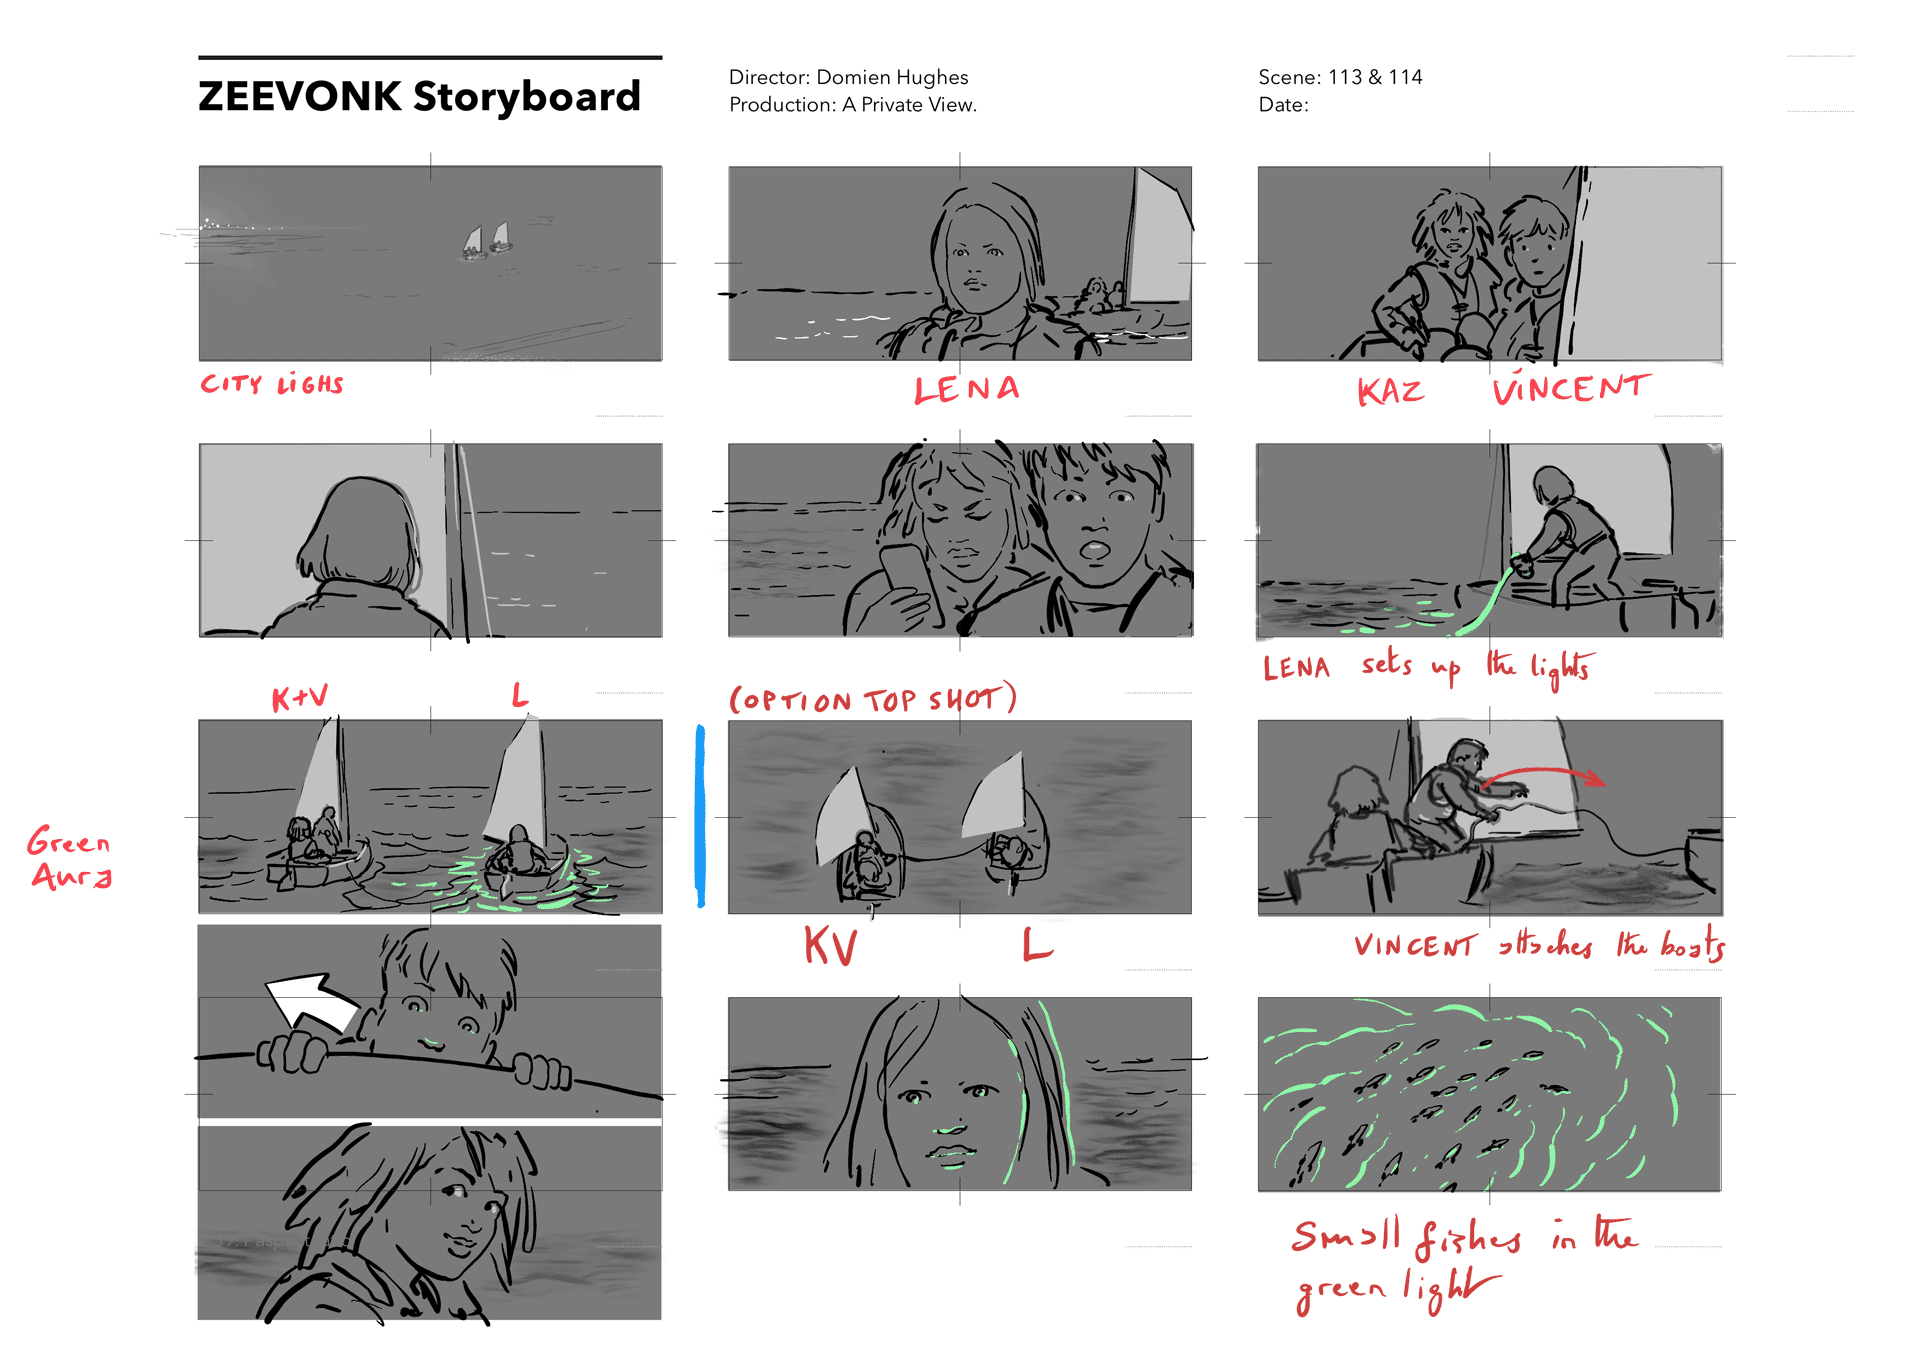 ZEEVONK Storyboard
Director: Domien Hughes
Production: A Private View.
Scene: 113 & 114
Date:
CITY LIGHS
LENA
KAZ VINCENT
LENA sets up the lights
K+V L
(OPTION TOP SHOT)
Green
Aura
KV L
VINCENT attaches the boats
Small fishes in the
green light